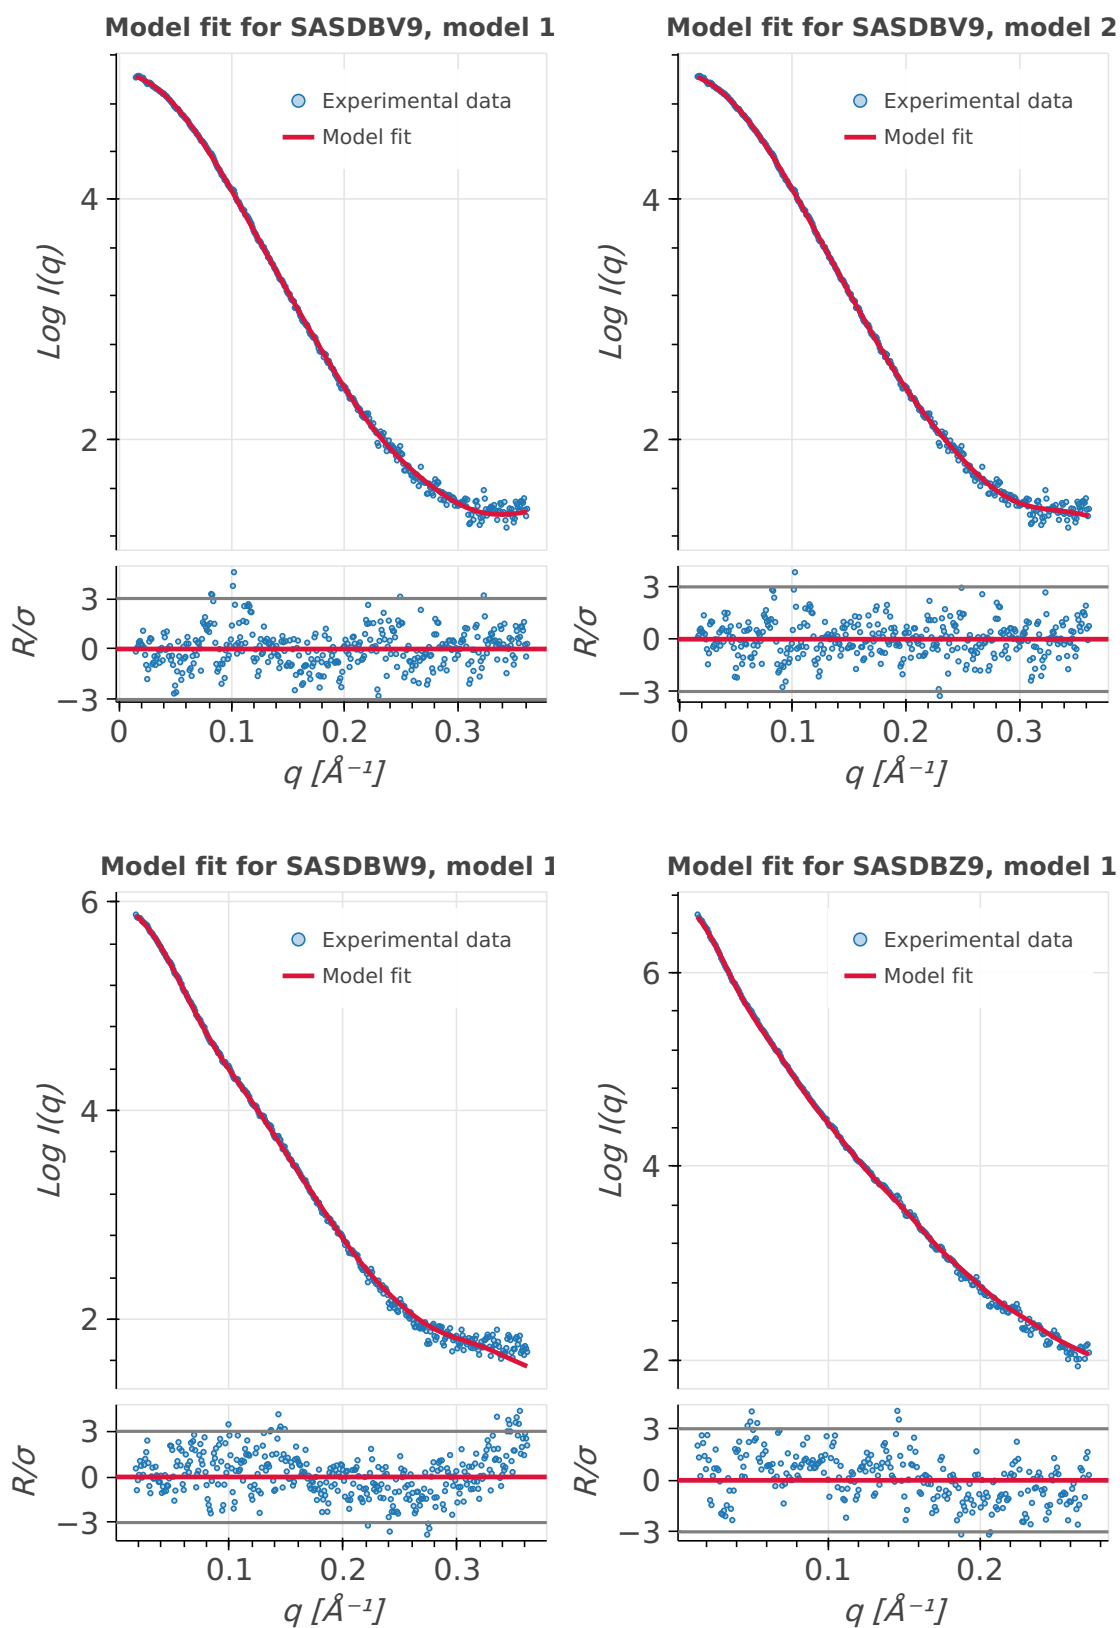 Model fit for SASDBV9, model 1
Experimental data
Model fit
4
2
Log I(q)
3
0
−3
R/σ
0
0.1
0.2
0.3
q [Å⁻¹]
Model fit for SASDBV9, model 2
Experimental data
Model fit
4
2
Log I(q)
3
0
−3
R/σ
0
0.1
0.2
0.3
q [Å⁻¹]
Model fit for SASDBW9, model 1
Experimental data
Model fit
6
4
2
Log I(q)
3
0
−3
R/σ
0.1
0.2
0.3
q [Å⁻¹]
Model fit for SASDBZ9, model 1
Experimental data
Model fit
6
4
2
Log I(q)
3
0
−3
R/σ
0.1
0.2
q [Å⁻¹]